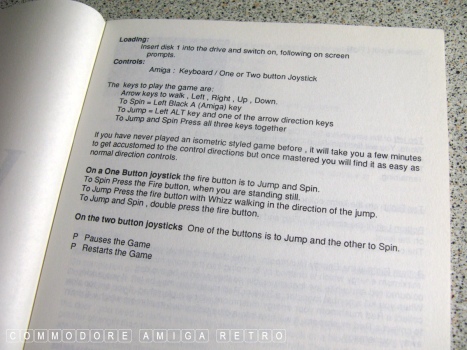 Loading:
Insert disk 1 into the drive and switch on, following on screen
prompts.
Controls:
Amiga : Keyboard / One or Two button Joystick
The keys to play the game are:
Arrow keys to walk , Left , Right , Up , Down.
To Spin = Left Black A (Amiga) key
To Jump = Left ALT key and one of the arrow direction keys
To Jump and Spin Press all three keys together
If you have never played an isometric styled game before , it will take you a few minutes
to get accustomed to the control directions but once mastered you will find it as easy as
normal direction controls.
On a One Button joystick the fire button is to Jump and Spin.
To Spin Press the Fire button, when you are standing still.
To Jump Press the fire button with Whizz walking in the direction of the jump.
To Jump and Spin , double press the fire button.
On the two button joysticks One of the buttons is to Jump and the other to Spin.
P Pauses the Game
P Restarts the Game
COMMODORE AMIGA RETRO